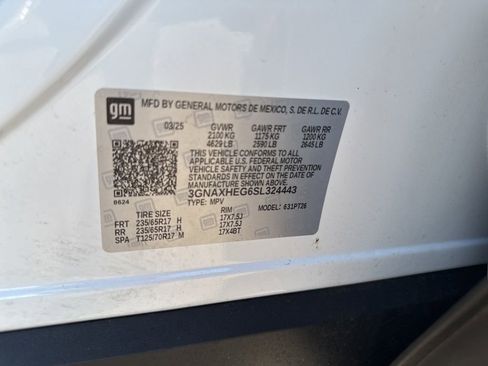 gm
MFD BY GENERAL MOTORS DE MEXICO, S. DE R.L. DE C.V.
03/25 GVWR GAWR FRT GAWR RR
2100 KG 1175 KG 1200 KG
4629 LB 2590 LB 2645 LB
THIS VEHICLE CONFORMS TO ALL
APPLICABLE U.S. FEDERAL MOTOR
VEHICLE SAFETY AND THEFT
PREVENTION STANDARDS IN EFFECT ON
THE DATE OF MANUFACTURE SHOWN ABOVE.
3GNAXHEG6SL324443
0624 TYPE: MPV MODEL: 631PT26
TIRE SIZE RIM
FRT 235/65R17 H 17X7.5J
RR 235/65R17 H 17X7.5J
SPA T125/70R17 M 17X4BT